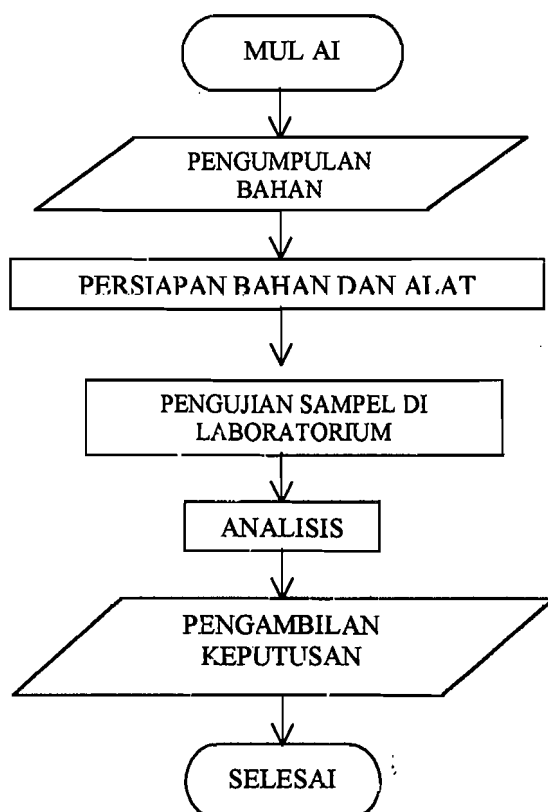 MUL AI
PENGUMPULAN
BAHAN
PERSIAPAN BAHAN DAN ALAT
PENGUJIAN SAMPEL DI
LABORATORIUM
ANALISIS
PENGAMBILAN
KEPUTUSAN
SELESAI